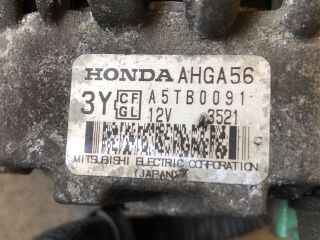 HONDA AHGA56
3Y CF GL A5TB0091
12V 3521
MITSUBISHI ELECTRIC CORPORATION
(JAPAN)